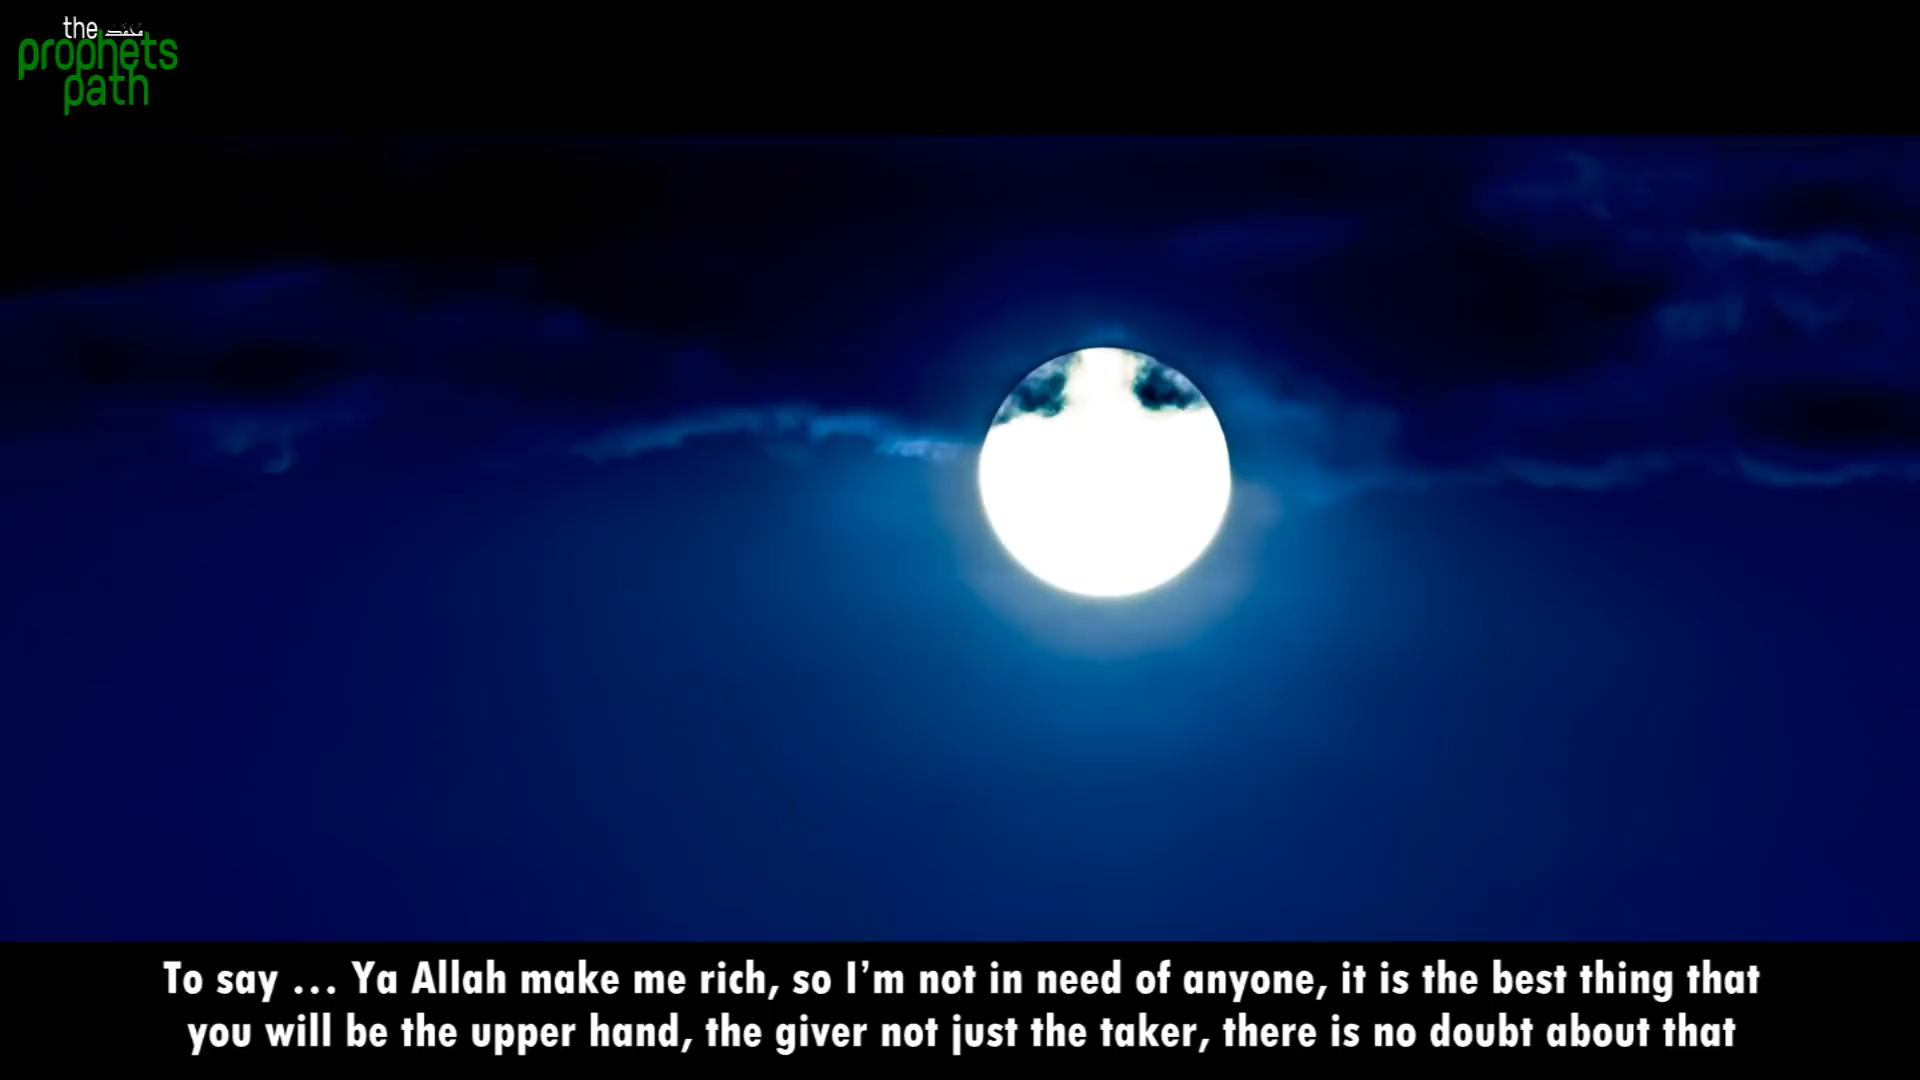 the
prophets
path
To say ... Ya Allah make me rich, so I’m not in need of anyone, it is the best thing that
you will be the upper hand, the giver not just the taker, there is no doubt about that